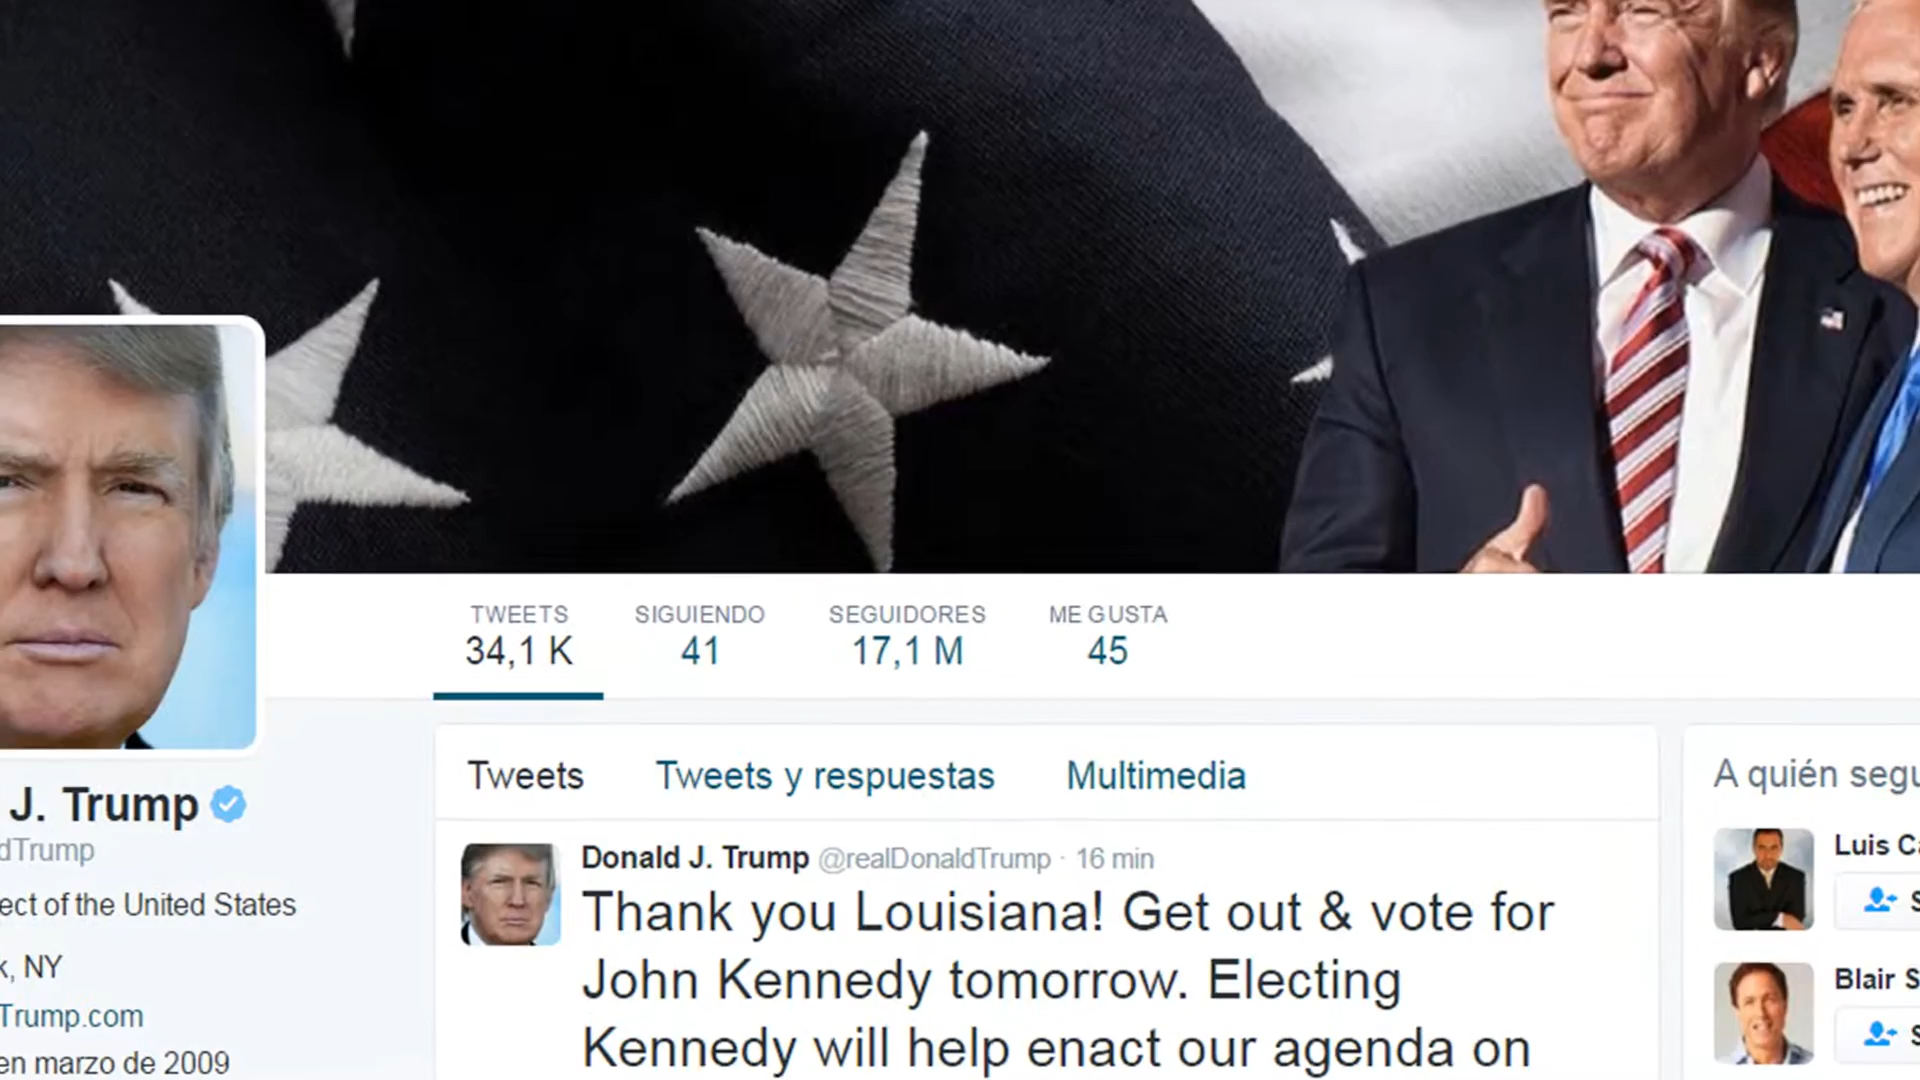 TWEETS SIGUIENDO SEGUIDORES ME GUSTA
34,1 K 41 17,1 M 45
J. Trump
dTrump
ect of the United States
k, NY
Trump.com
en marzo de 2009
Tweets Tweets y respuestas Multimedia
Donald J. Trump @realDonaldTrump · 16 min
Thank you Louisiana! Get out & vote for
John Kennedy tomorrow. Electing
Kennedy will help enact our agenda on
A quién segu
Luis Ca
S
Blair S
S